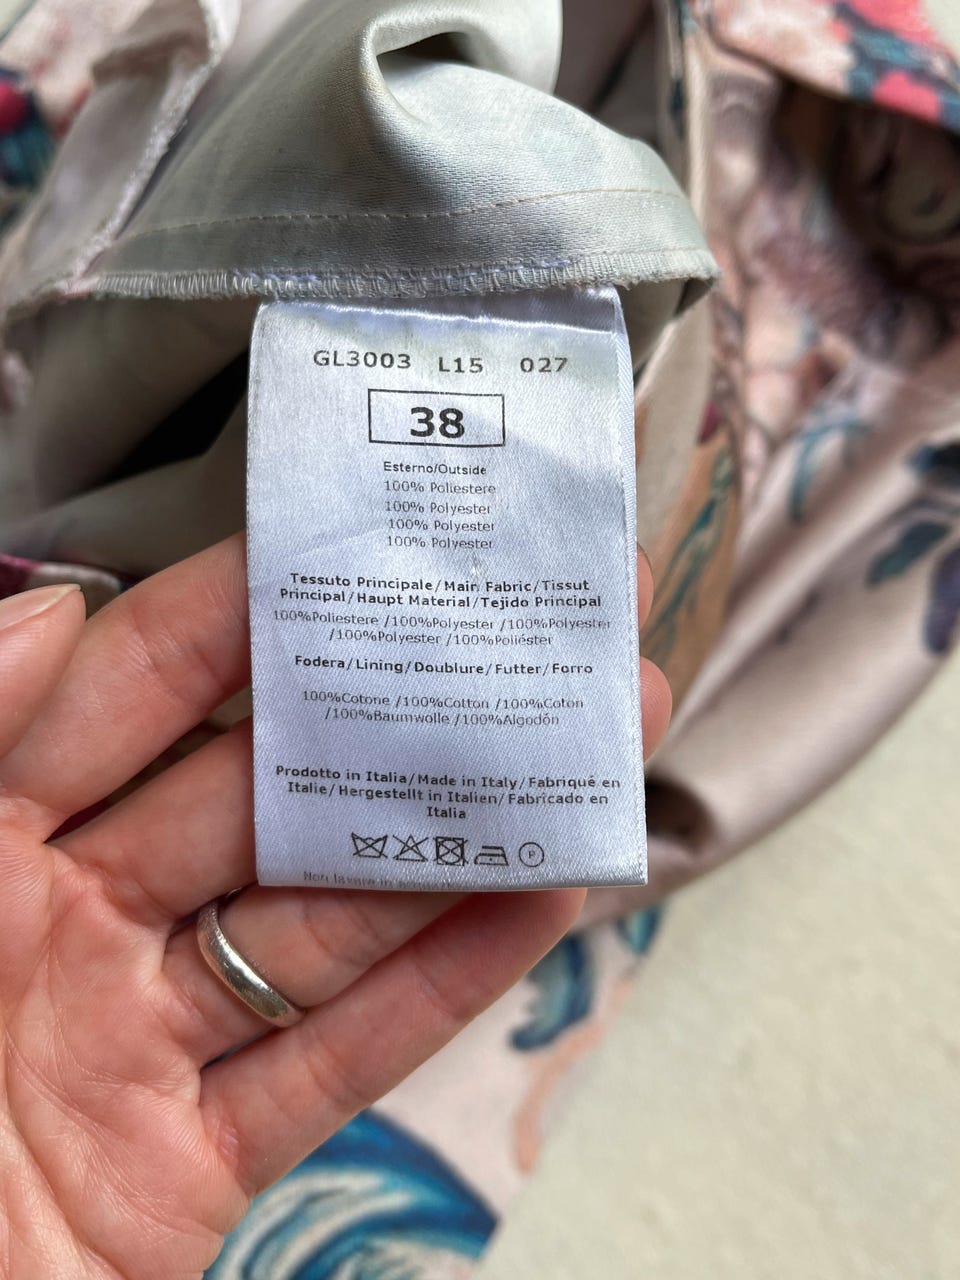 GL3003 L15 027
38
Esterno/Outside
100% Poliestere
100% Polyester
100% Polyester
100% Polyester
Tessuto Principale/Main Fabric/Tissut
Principal/Haupt Material/Tejido Principal
100%Poliestere /100%Polyester /100%Polyester
/100%Polyester /100%Poliéster
Fodera/Lining/Doublure/Futter/Forro
100%Cotone /100%Cotton /100%Coton
/100%Baumwolle /100%Algodón
Prodotto in Italia/Made in Italy/Fabriqué en
Italie/Hergestellt in Italien/Fabricado en
Italia
P
Non lavare in